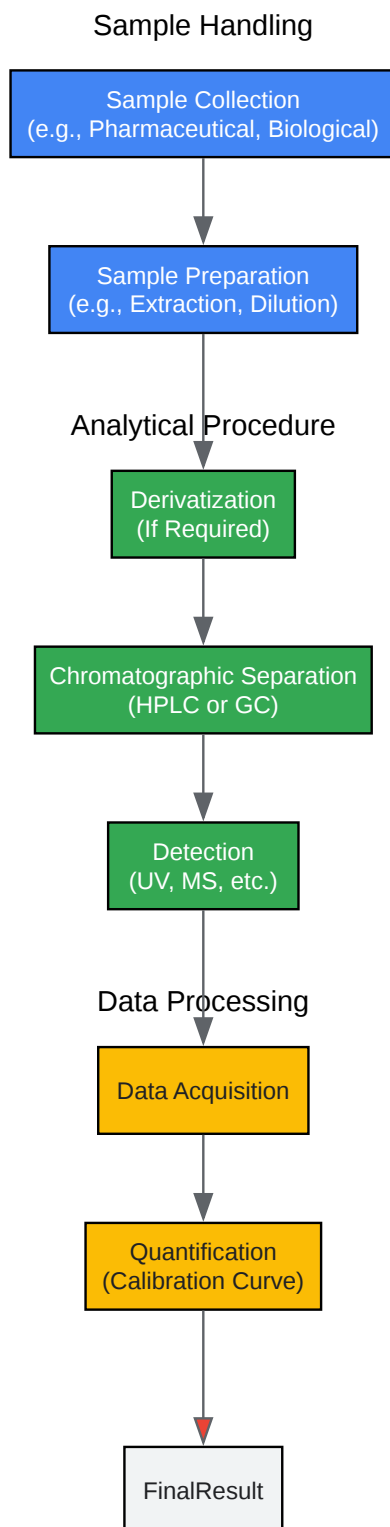 Sample Handling
Sample Collection
(e.g., Pharmaceutical, Biological)
Sample Preparation
(e.g., Extraction, Dilution)
Analytical Procedure
Derivatization
(If Required)
Chromatographic Separation
(HPLC or GC)
Detection
(UV, MS, etc.)
Data Processing
Data Acquisition
Quantification
(Calibration Curve)
FinalResult